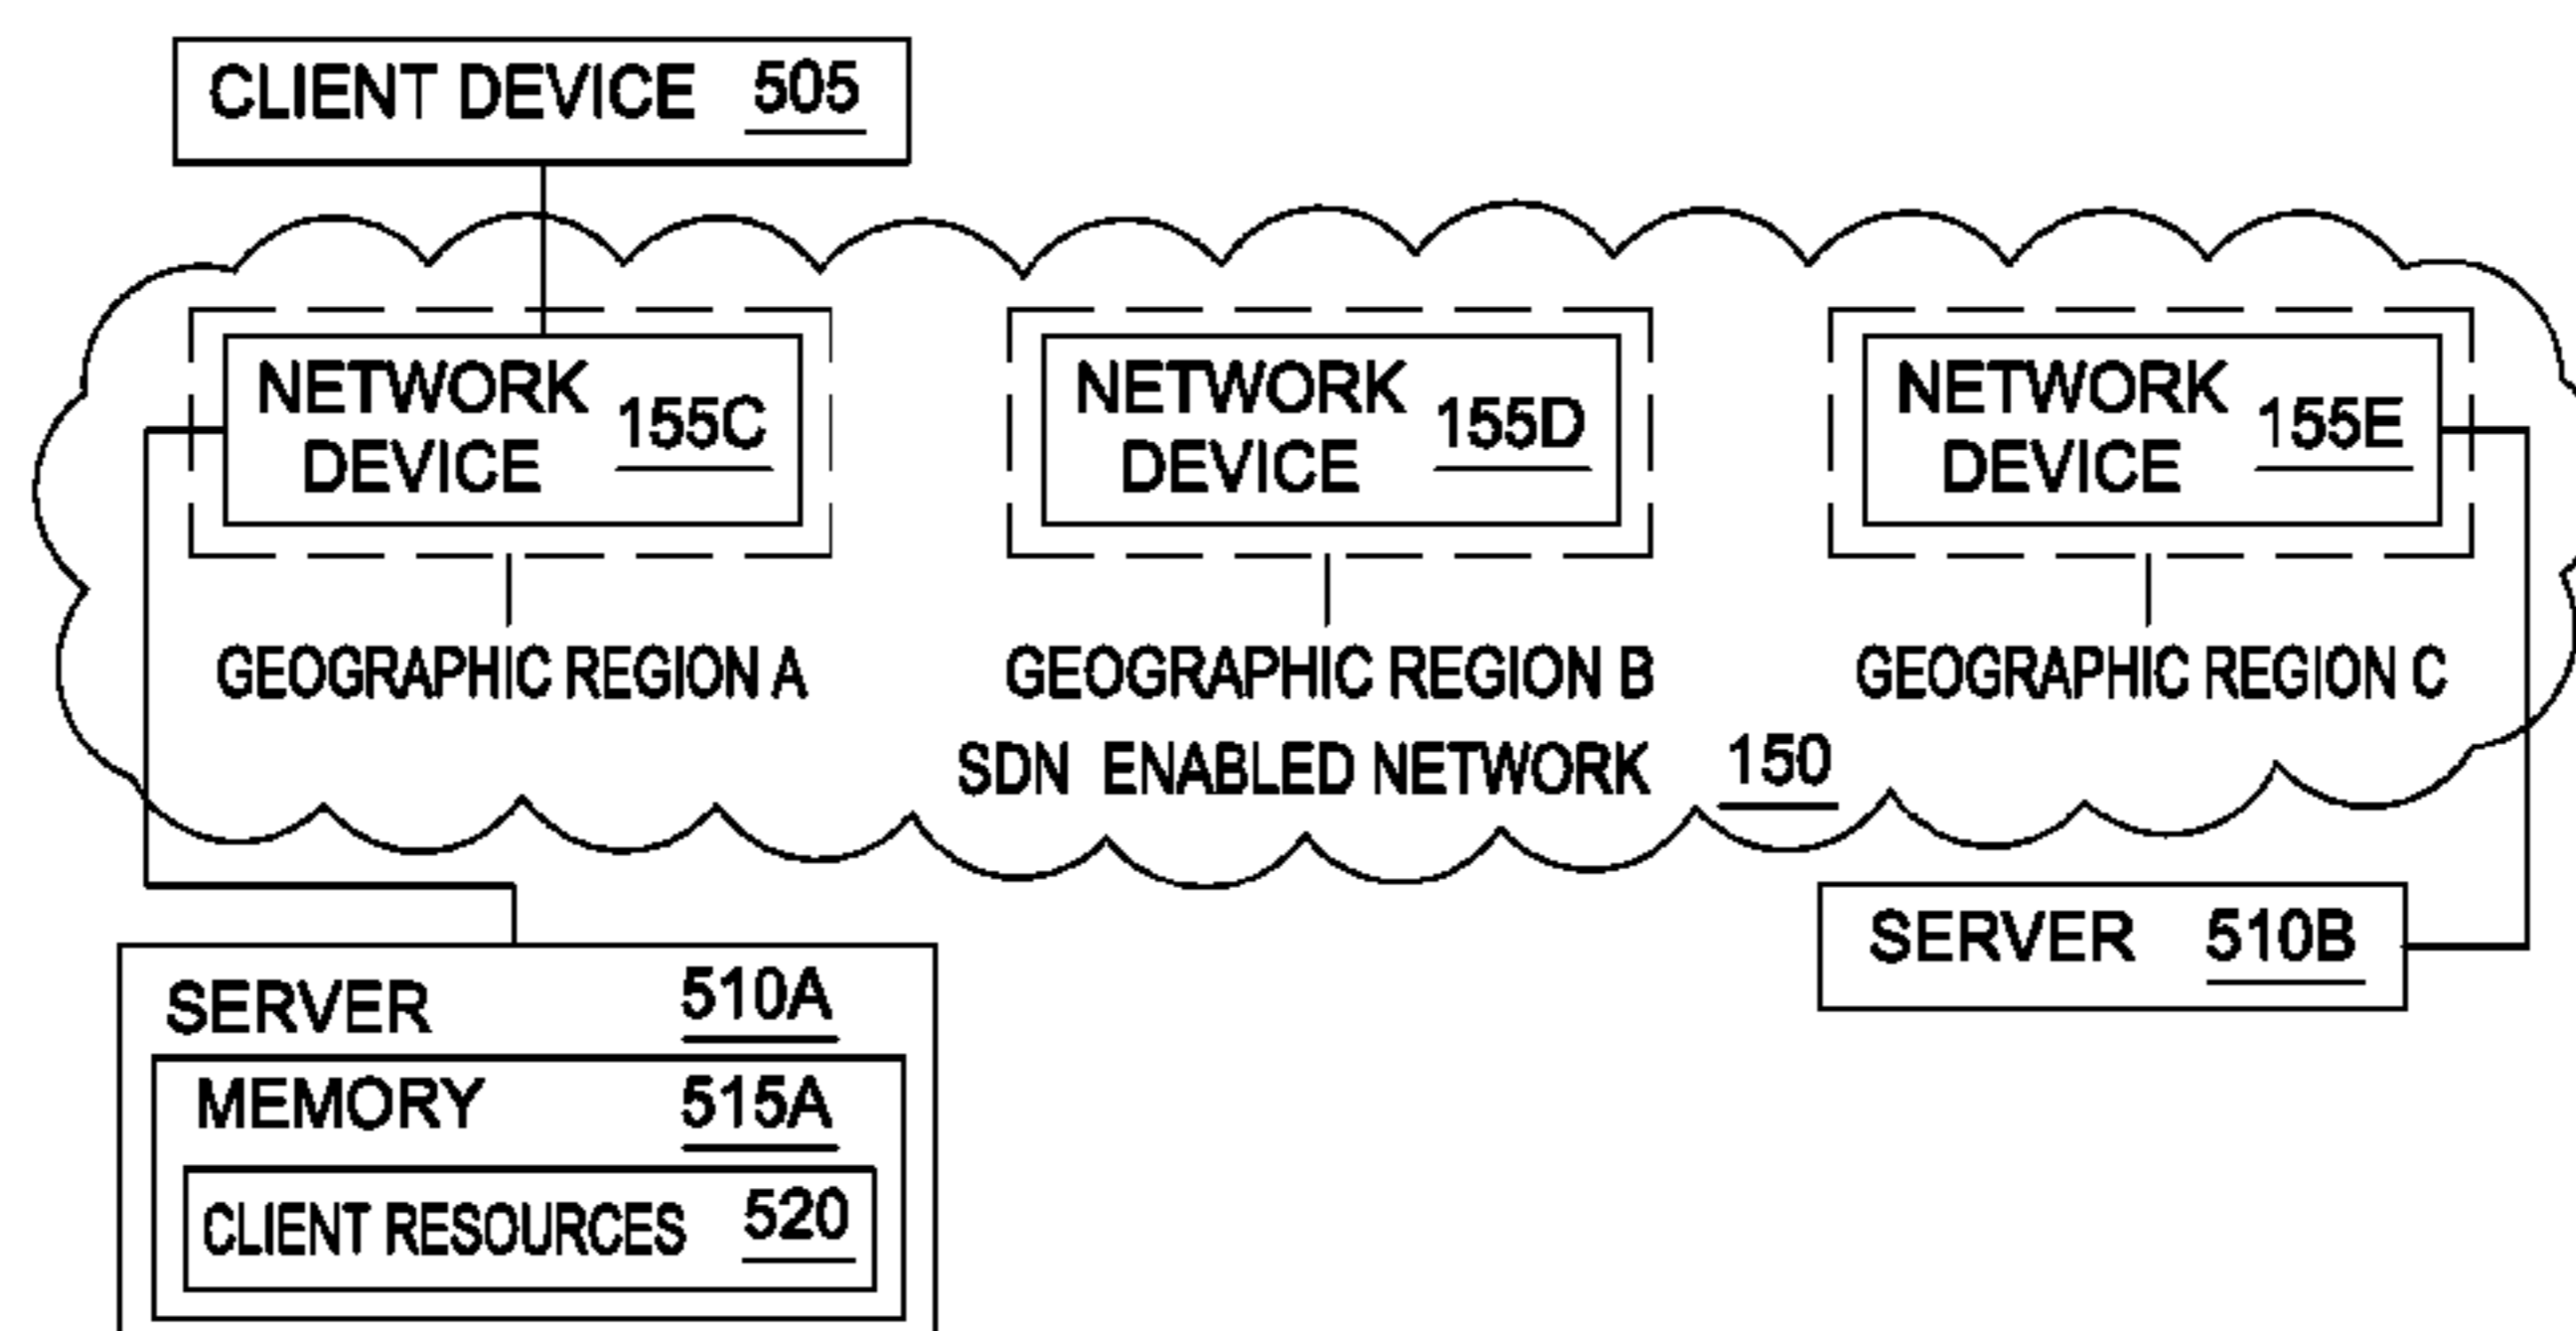 CLIENT DEVICE 505
NETWORK DEVICE 155C
NETWORK DEVICE 155D
NETWORK DEVICE 155E
GEOGRAPHIC REGION A
GEOGRAPHIC REGION B
GEOGRAPHIC REGION C
SDN ENABLED NETWORK 150
SERVER 510B
SERVER 510A
MEMORY 515A
CLIENT RESOURCES 520